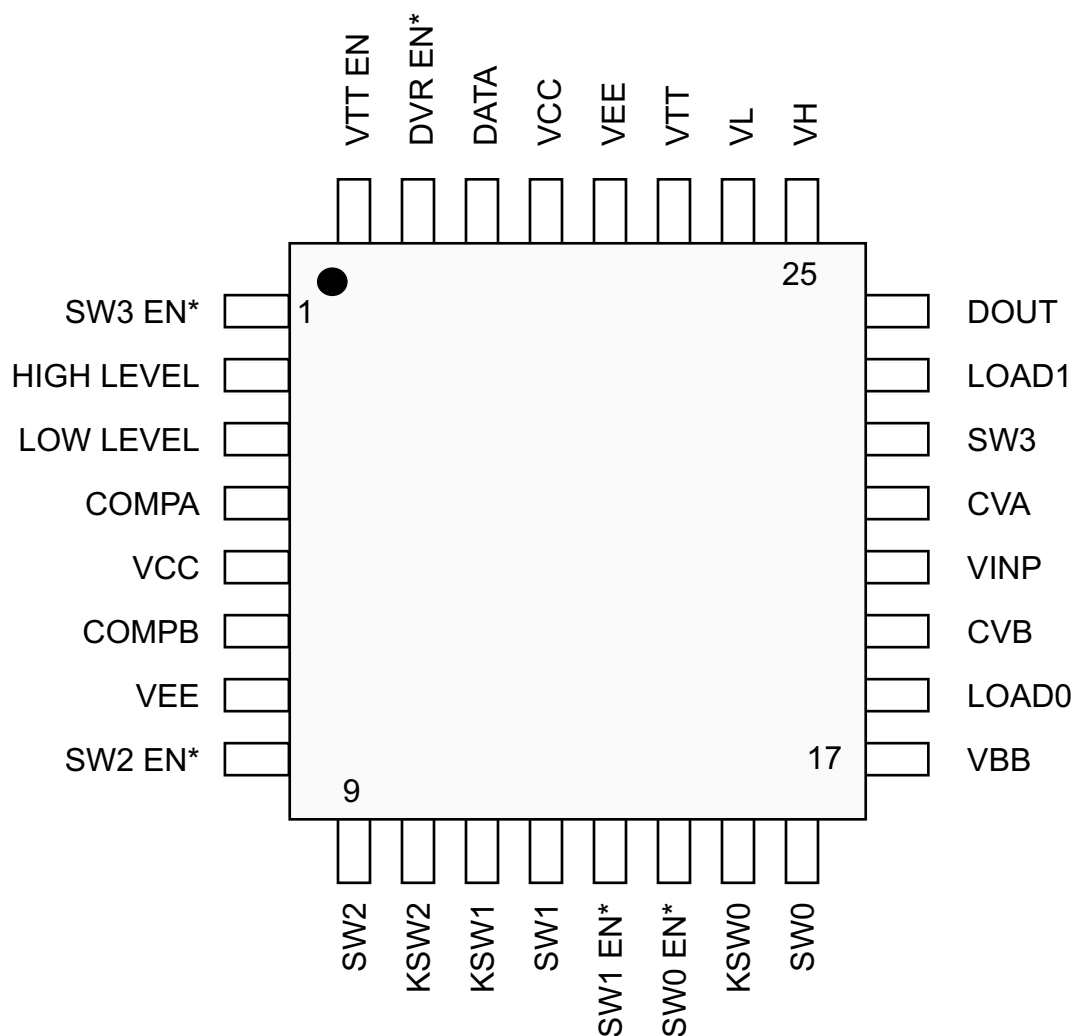 VTT EN
DVR EN*
DATA
VCC
VEE
VTT
VL
VH
25
SW3 EN*
1
DOUT
HIGH LEVEL
LOAD1
LOW LEVEL
SW3
COMPA
CVA
VCC
VINP
COMPB
CVB
VEE
LOAD0
SW2 EN*
17
VBB
9
SW2
KSW2
KSW1
SW1
SW1 EN*
SW0 EN*
KSW0
SW0